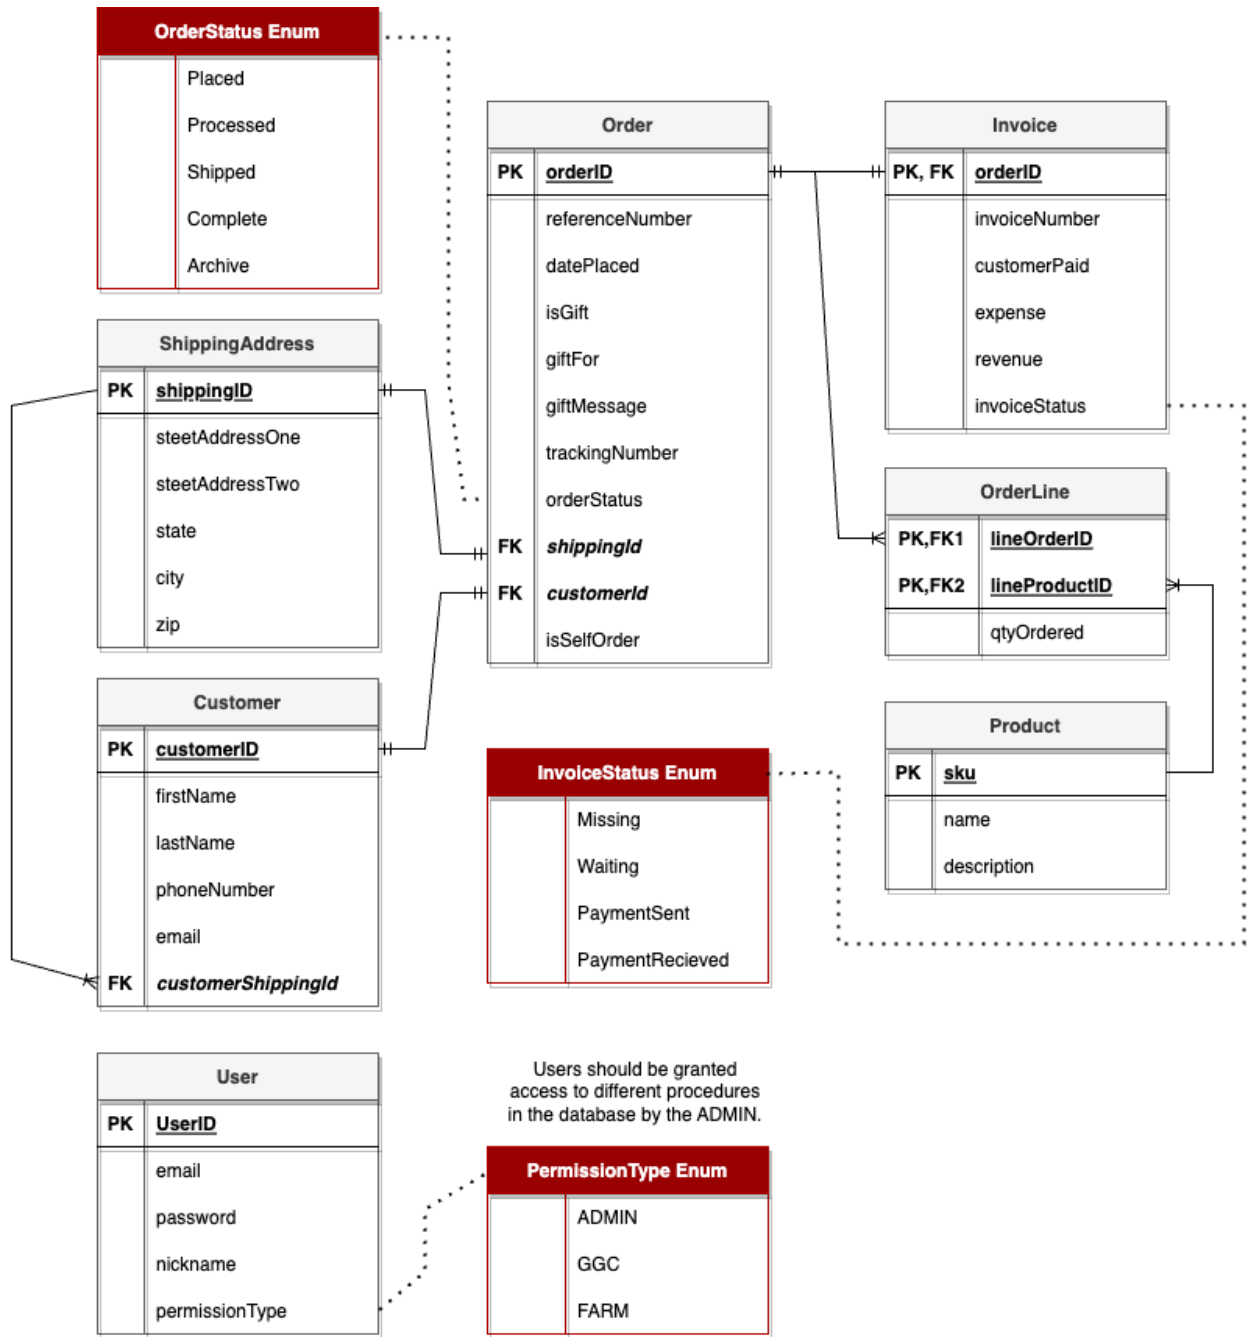 OrderStatus Enum
Placed
Processed
Shipped
Complete
Archive
ShippingAddress
PK shippingID
steetAddressOne
steetAddressTwo
state
city
zip
Customer
PK customerID
firstName
lastName
phoneNumber
email
FK customerShippingId
User
PK UserID
email
password
nickname
permissionType
Order
PK orderID
referenceNumber
datePlaced
isGift
giftFor
giftMessage
trackingNumber
orderStatus
FK shippingId
FK customerId
isSelfOrder
InvoiceStatus Enum
Missing
Waiting
PaymentSent
PaymentRecieved
Users should be granted
access to different procedures
in the database by the ADMIN.
PermissionType Enum
ADMIN
GGC
FARM
Invoice
PK, FK orderID
invoiceNumber
customerPaid
expense
revenue
invoiceStatus
OrderLine
PK,FK1 lineOrderID
PK,FK2 lineProductID
qtyOrdered
Product
PK sku
name
description